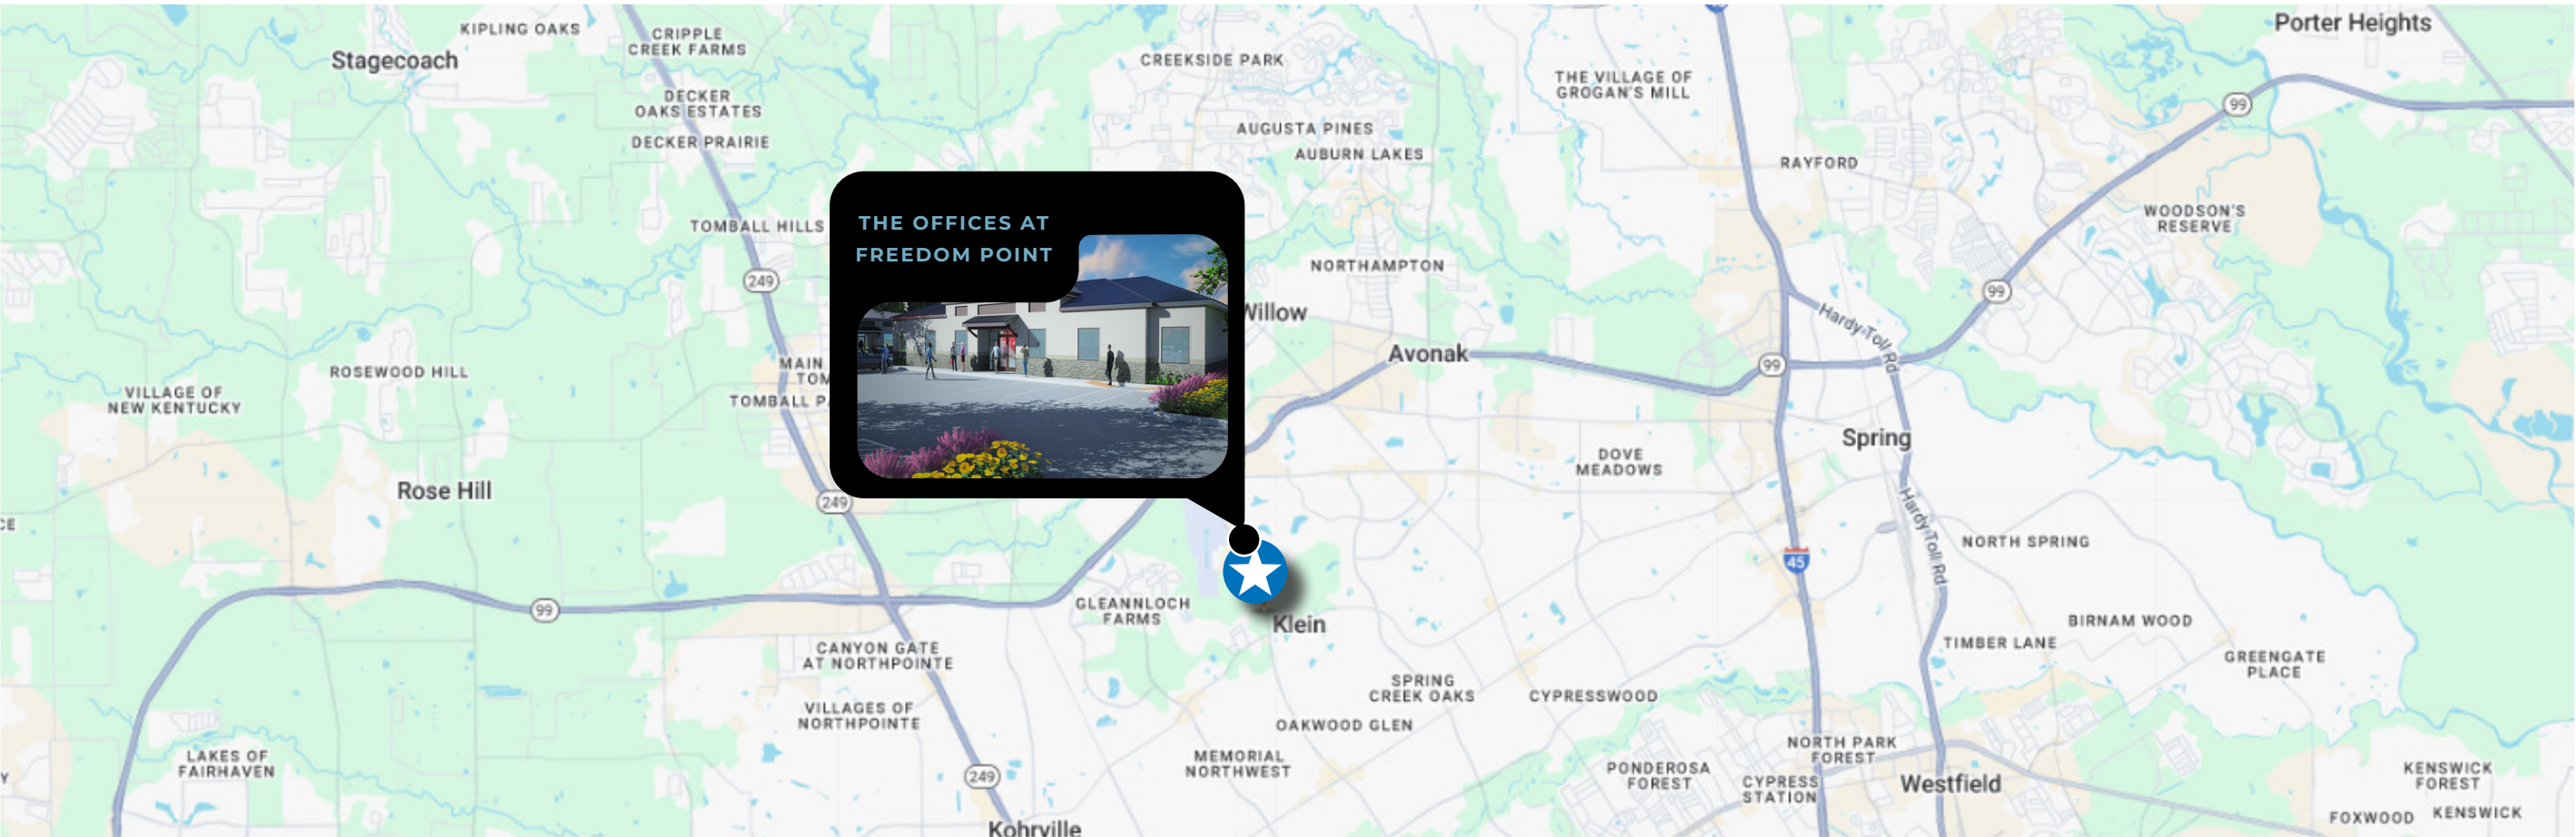 KIPLING OAKS
CRIPPLE
CREEK FARMS
Stagecoach
CREEKSIDE PARK
Porter Heights
THE VILLAGE OF
GROGAN'S MILL
DECKER
OAKS ESTATES
99
DECKER PRAIRIE
AUGUSTA PINES
AUBURN LAKES
RAYFORD
TOMBALL HILLS
THE OFFICES AT
FREEDOM POINT
WOODSON'S
RESERVE
249
NORTHAMPTON
99
Willow
Hardy Toll Rd
Avonak
99
ROSEWOOD HILL
MAIN
TOM
TOMBALL PA
VILLAGE OF
NEW KENTUCKY
Spring
DOVE
MEADOWS
Rose Hill
249
CE
Hardy Toll Rd
NORTH SPRING
45
99
GLEANNLOCH
FARMS
Klein
BIRNAM WOOD
TIMBER LANE
CANYON GATE
AT NORTHPOINTE
GREENGATE
PLACE
SPRING
CREEK OAKS
CYPRESSWOOD
VILLAGES OF
NORTHPOINTE
OAKWOOD GLEN
LAKES OF
FAIRHAVEN
MEMORIAL
NORTHWEST
NORTH PARK
FOREST
Y
249
PONDEROSA
FOREST
CYPRESS
STATION
Westfield
KENSWICK
FOREST
FOXWOOD
KENSWICK
Kohrville